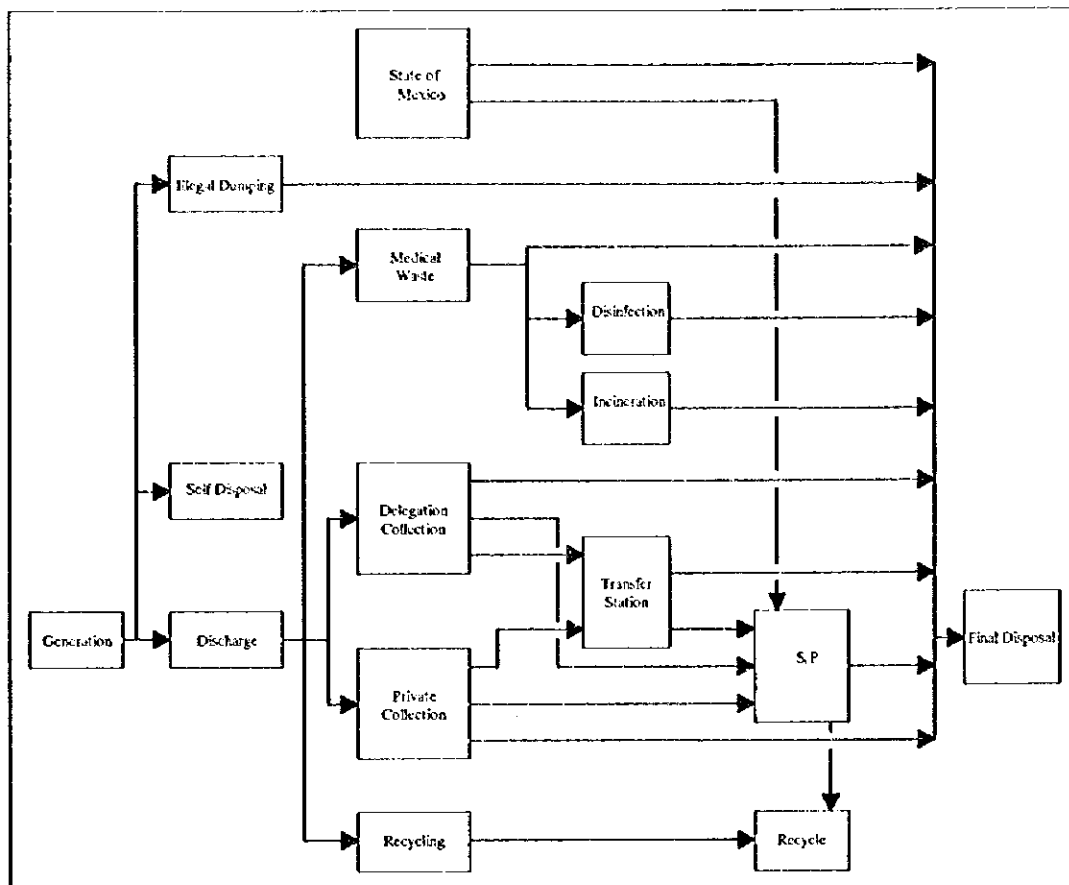 State of
Mexico
Illegal Dumping
Medical
Waste
Disinfection
Incineration
Self Disposal
Delegation
Collection
Transfer
Station
Generation
Discharge
S/P
Final Disposal
Private
Collection
Recycling
Recycle